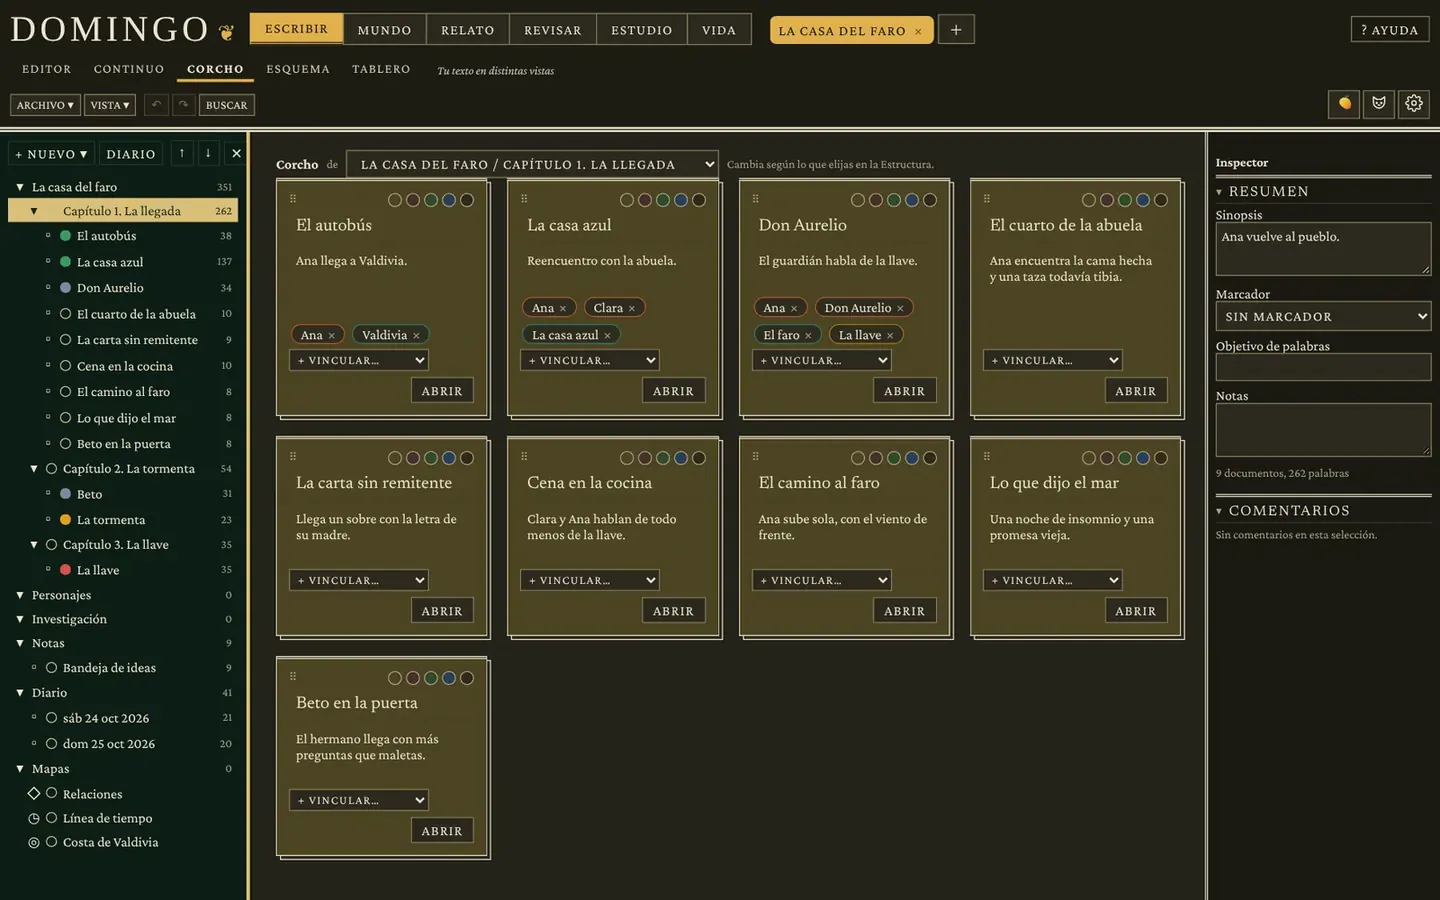 DOMINGO
ESCRIBIR MUNDO RELATO REVISAR ESTUDIO VIDA
LA CASA DEL FARO ×
+
? AYUDA
EDITOR CONTINUO CORCHO ESQUEMA TABLERO Tu texto en distintas vistas
ARCHIVO ▾ VISTA ▾ ↶ ↷ BUSCAR
+ NUEVO ▾ DIARIO ↑ ↓ ✕
La casa del faro 351
Capítulo 1. La llegada 262
El autobús 38
La casa azul 137
Don Aurelio 34
El cuarto de la abuela 10
La carta sin remitente 9
Cena en la cocina 10
El camino al faro 8
Lo que dijo el mar 8
Beto en la puerta 8
Capítulo 2. La tormenta 54
Beto 31
La tormenta 23
Capítulo 3. La llave 35
La llave 35
Personajes 0
Investigación 0
Notas 9
Bandeja de ideas 9
Diario 41
sáb 24 oct 2026 21
dom 25 oct 2026 20
Mapas 0
Relaciones
Línea de tiempo
Costa de Valdivia
Corcho de LA CASA DEL FARO / CAPÍTULO 1. LA LLEGADA Cambia según lo que elijas en la Estructura.
El autobús
Ana llega a Valdivia.
Ana × Valdivia ×
+ VINCULAR...
ABRIR
La casa azul
Reencuentro con la abuela.
Ana × Clara ×
La casa azul ×
+ VINCULAR...
ABRIR
Don Aurelio
El guardián habla de la llave.
Ana × Don Aurelio ×
El faro × La llave ×
+ VINCULAR...
ABRIR
El cuarto de la abuela
Ana encuentra la cama hecha
y una taza todavía tibia.
+ VINCULAR...
ABRIR
La carta sin remitente
Llega un sobre con la letra de
su madre.
+ VINCULAR...
ABRIR
Cena en la cocina
Clara y Ana hablan de todo
menos de la llave.
+ VINCULAR...
ABRIR
El camino al faro
Ana sube sola, con el viento de
frente.
+ VINCULAR...
ABRIR
Lo que dijo el mar
Una noche de insomnio y una
promesa vieja.
+ VINCULAR...
ABRIR
Beto en la puerta
El hermano llega con más
preguntas que maletas.
+ VINCULAR...
ABRIR
Inspector
RESUMEN
Sinopsis
Ana vuelve al pueblo.
Marcador
SIN MARCADOR
Objetivo de palabras
Notas
9 documentos, 262 palabras
COMENTARIOS
Sin comentarios en esta selección.